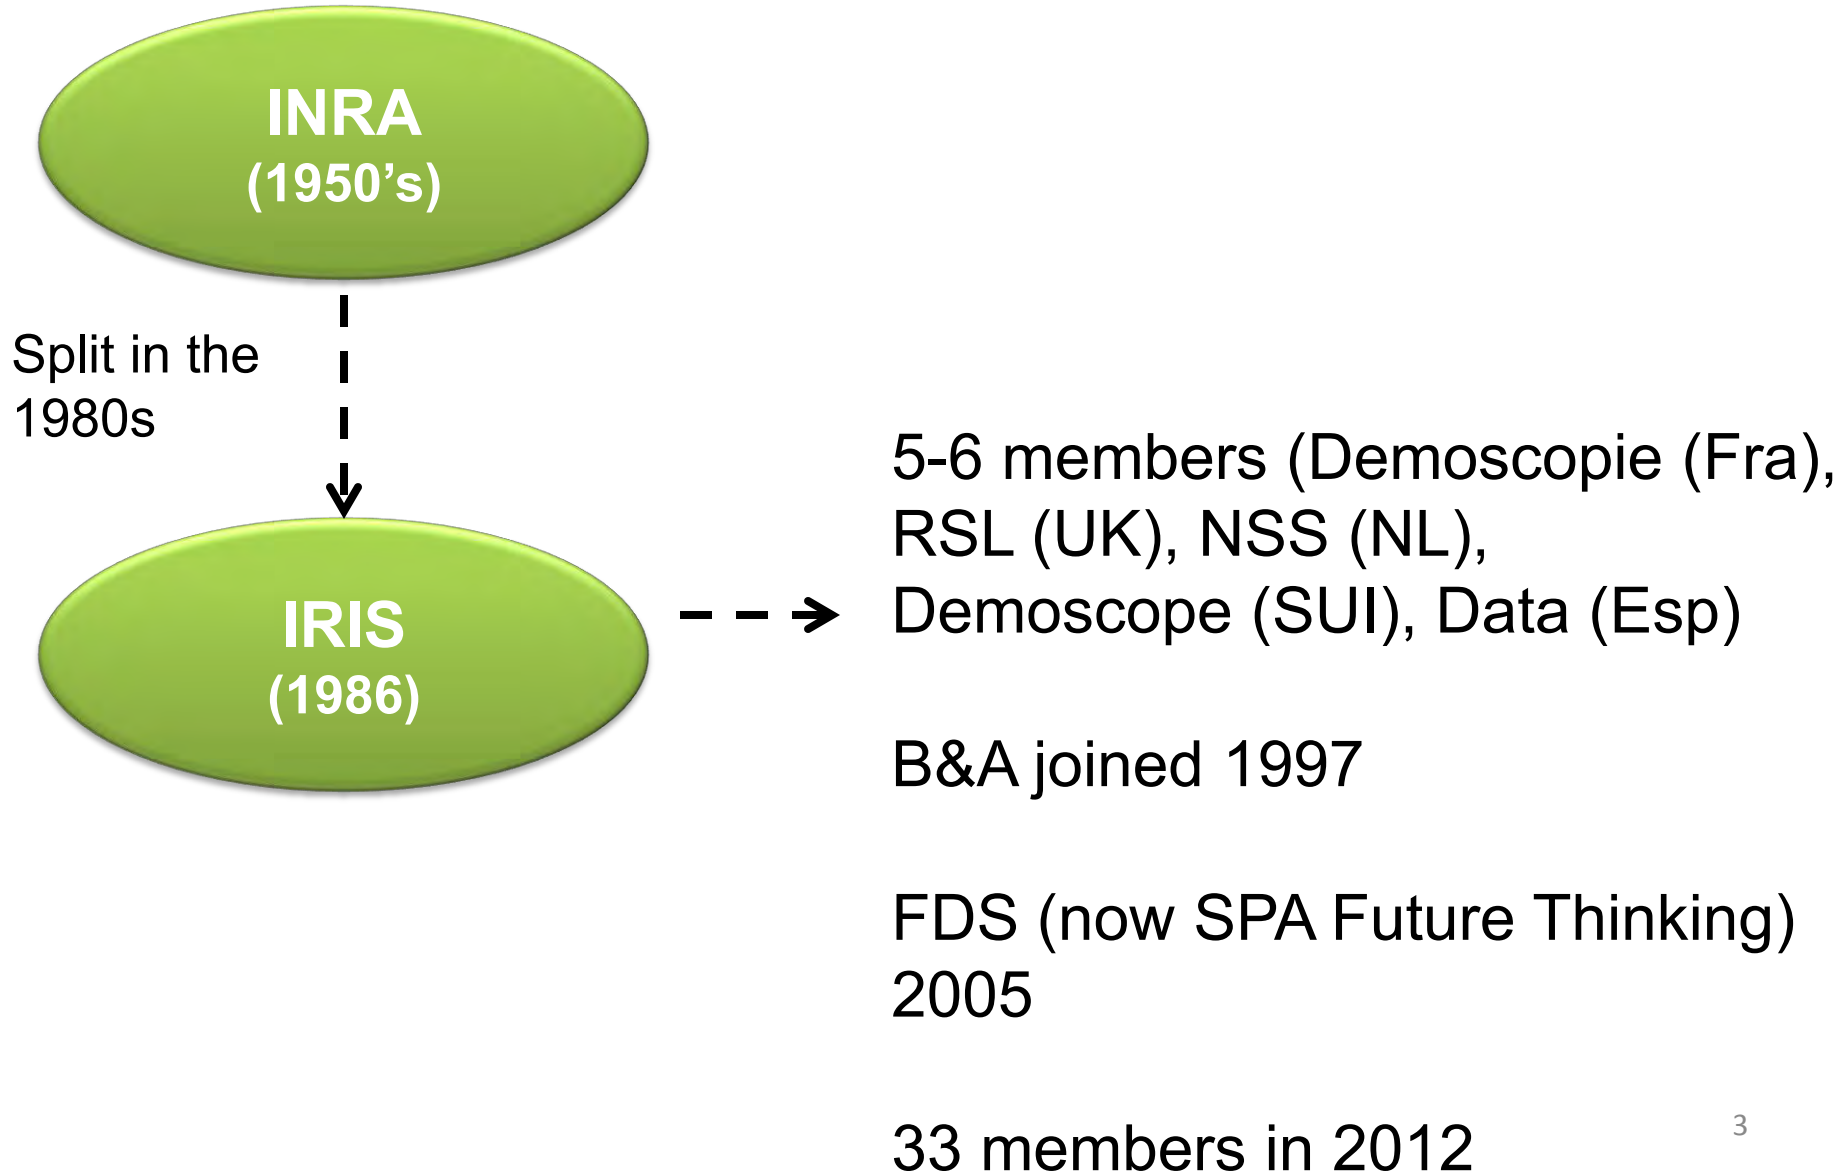 INRA
(1950’s)
Split in the
1980s
IRIS
(1986)
5-6 members (Demoscopie (Fra),
RSL (UK), NSS (NL),
Demoscope (SUI), Data (Esp)
B&A joined 1997
FDS (now SPA Future Thinking)
2005
33 members in 2012
3